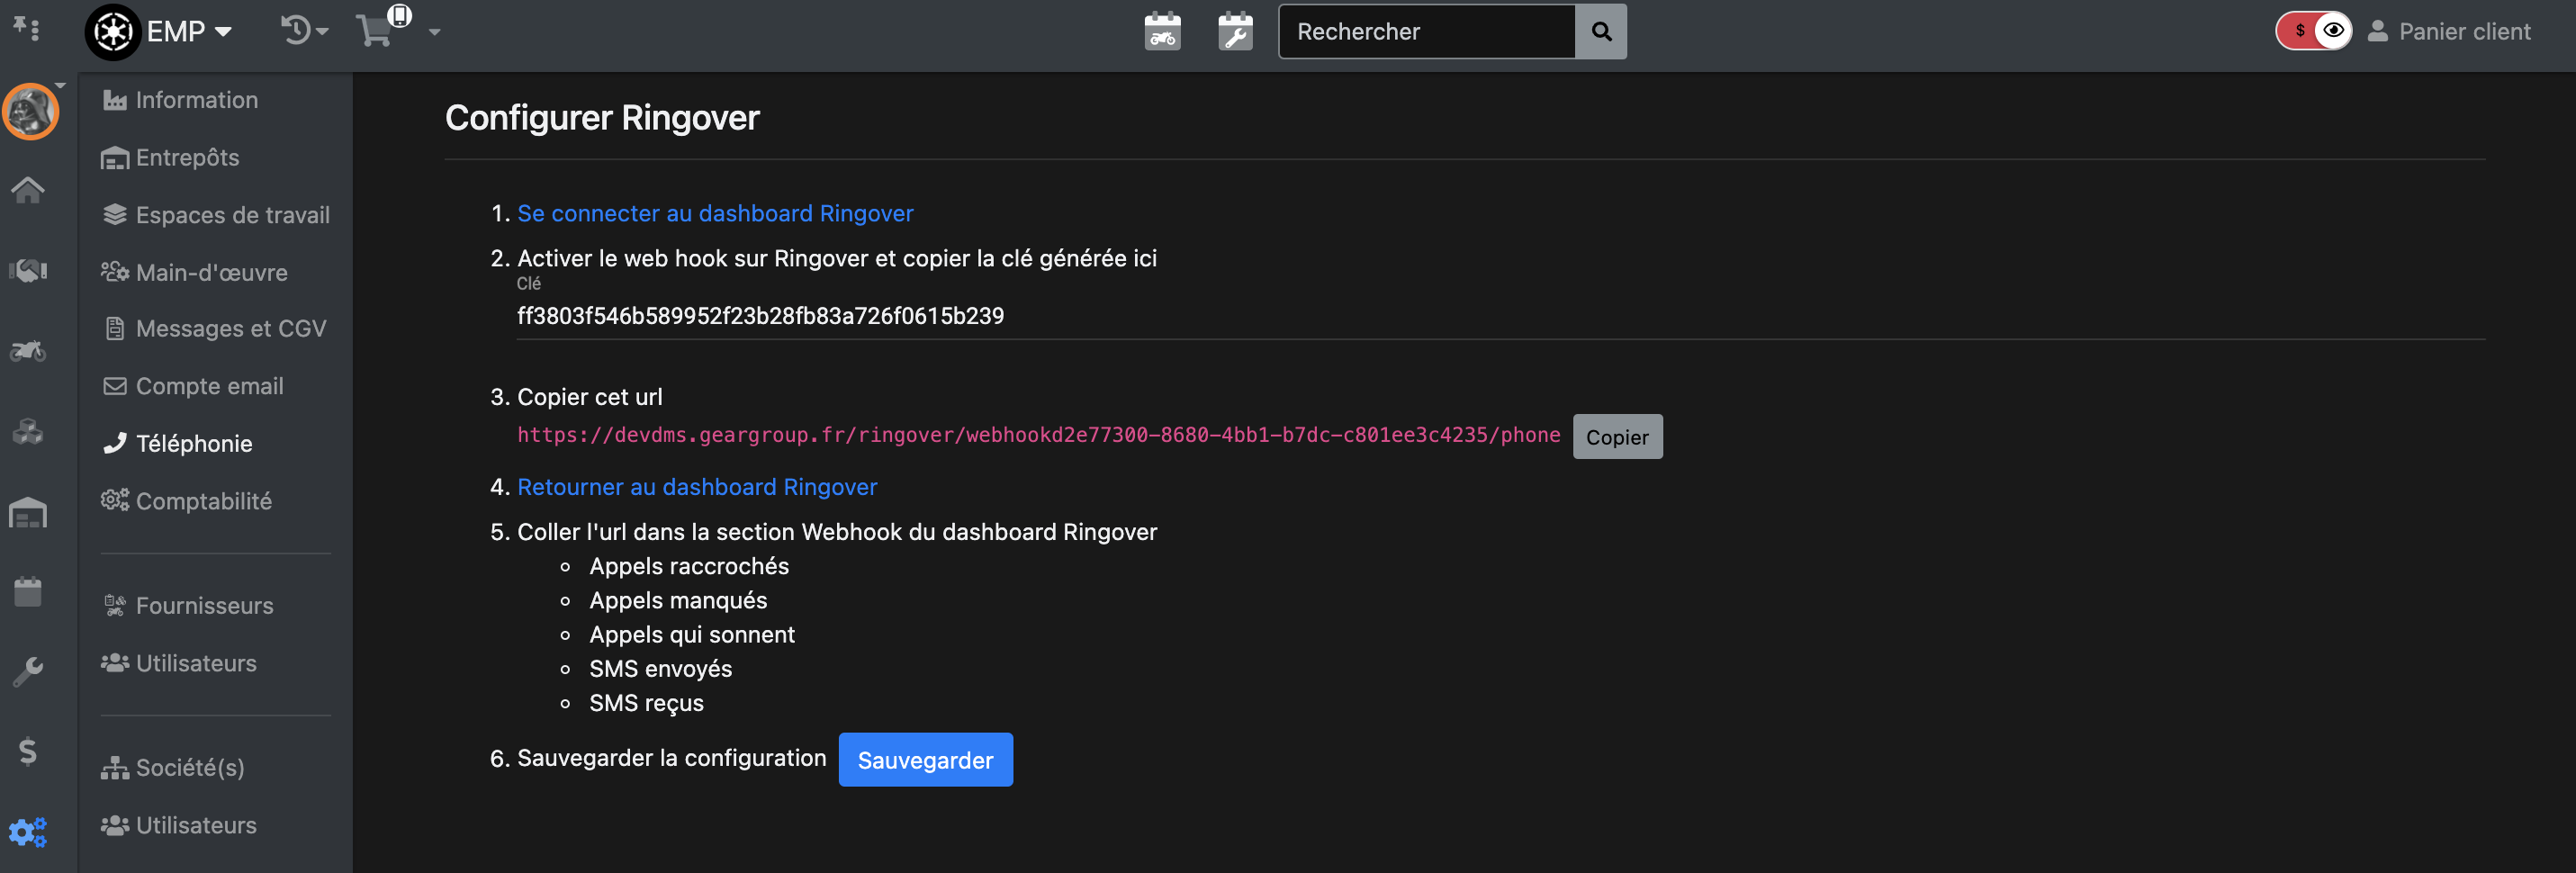 EMP
Rechercher
$
Panier client
Information
Entrepôts
Espaces de travail
Main-d'œuvre
Messages et CGV
Compte email
Téléphonie
Comptabilité
Fournisseurs
Utilisateurs
Société(s)
Utilisateurs
Configurer Ringover
1. Se connecter au dashboard Ringover
2. Activer le web hook sur Ringover et copier la clé générée ici
Clé
ff3803f546b589952f23b28fb83a726f0615b239
3. Copier cet url
https://devdms.geargroup.fr/ringover/webhookd2e77300-8680-4bb1-b7dc-c801ee3c4235/phone Copier
4. Retourner au dashboard Ringover
5. Coller l'url dans la section Webhook du dashboard Ringover
Appels raccrochés
Appels manqués
Appels qui sonnent
SMS envoyés
SMS reçus
6. Sauvegarder la configuration Sauvegarder